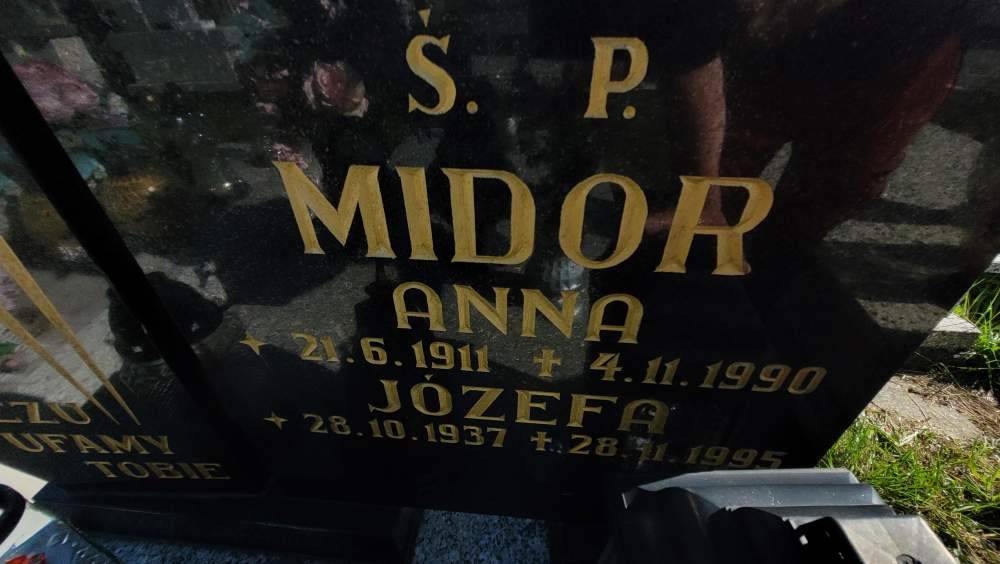 Ś. P.
MIDOR
ANNA
21.6.1911 ✝ 4.11.1990
JÓZEFA
28.10.1937 ✝ 28.11.1995
UFAMY
TOBIE